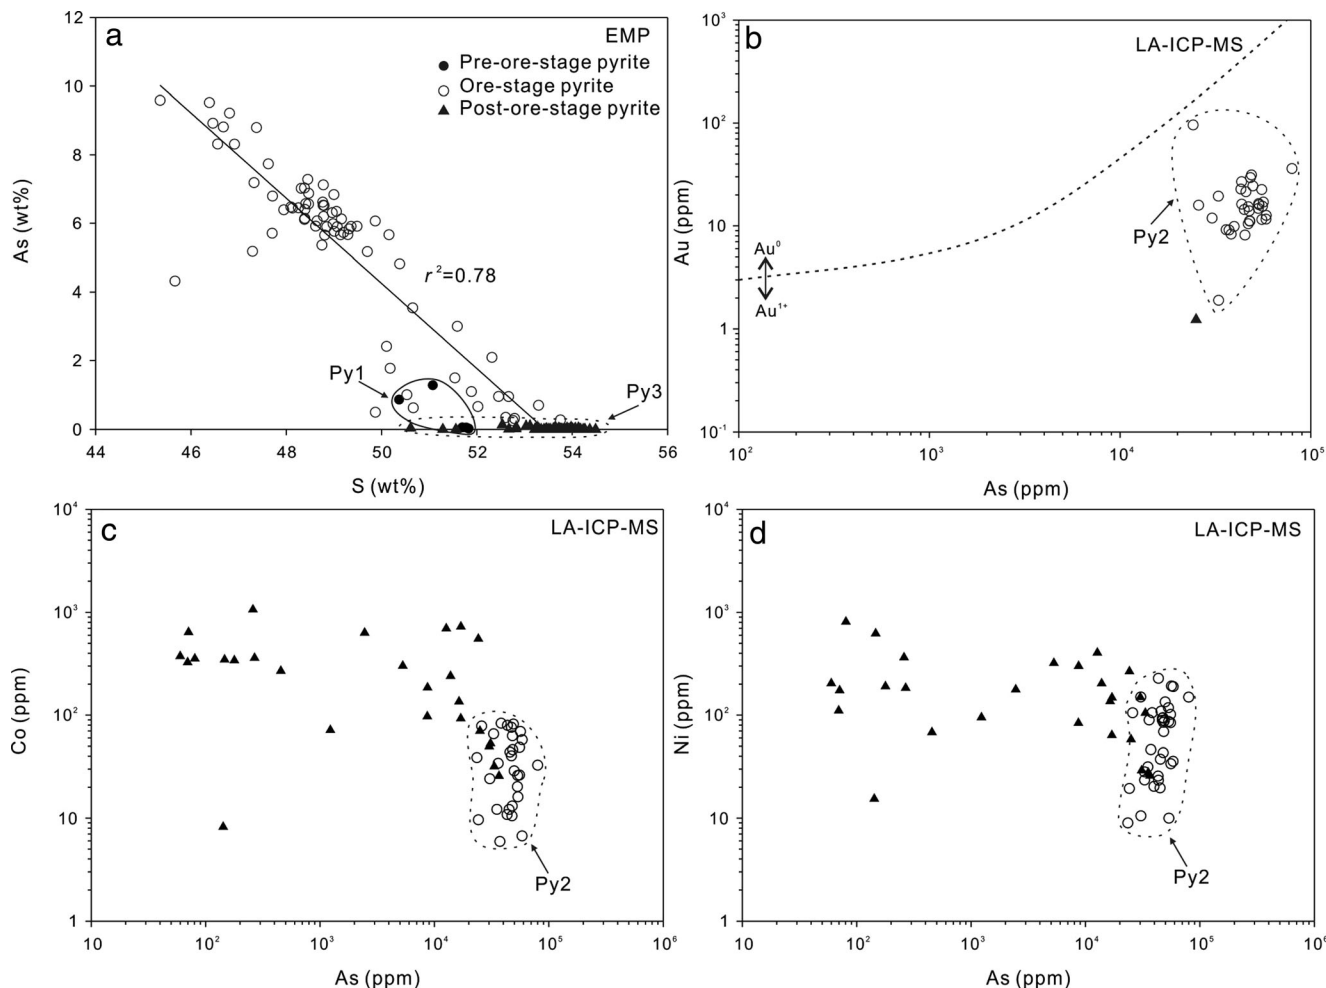 a
EMP
Pre-ore-stage pyrite
Ore-stage pyrite
Post-ore-stage pyrite
12
10
8
6
4
2
0
As (wt%)
r²=0.78
Py1
Py3
44
46
48
50
52
54
56
S (wt%)
b
LA-ICP-MS
10³
10²
10
1
10⁻¹
Au (ppm)
Au⁰
Au¹⁺
Py2
10²
10³
10⁴
10⁵
As (ppm)
c
LA-ICP-MS
10⁴
10³
10²
10
1
Co (ppm)
Py2
10
10²
10³
10⁴
10⁵
10⁶
As (ppm)
d
LA-ICP-MS
10⁴
10³
10²
10
1
Ni (ppm)
Py2
10
10²
10³
10⁴
10⁵
10⁶
As (ppm)